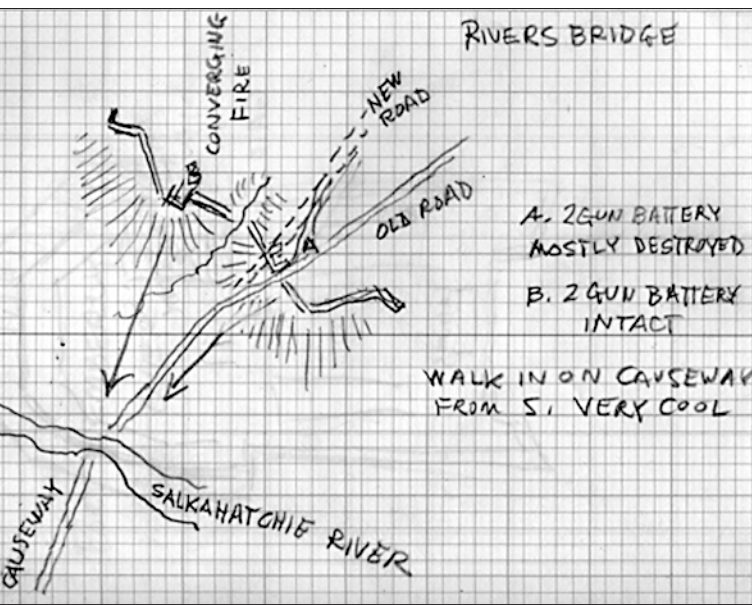 RIVERS BRIDGE
CONVERGING
FIRE
NEW
ROAD
B
A
OLD ROAD
A. 2 GUN BATTERY
MOSTLY DESTROYED
B. 2 GUN BATTERY
INTACT
WALK IN ON CAUSEWAY
FROM S. VERY COOL
SALKAHATCHIE RIVER
CAUSEWAY